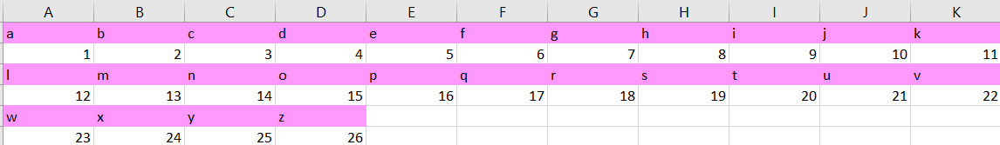 A B C D E F G H I J K
a b c d e f g h i j k
1 2 3 4 5 6 7 8 9 10 11
l m n o p q r s t u v
12 13 14 15 16 17 18 19 20 21 22
w x y z
23 24 25 26